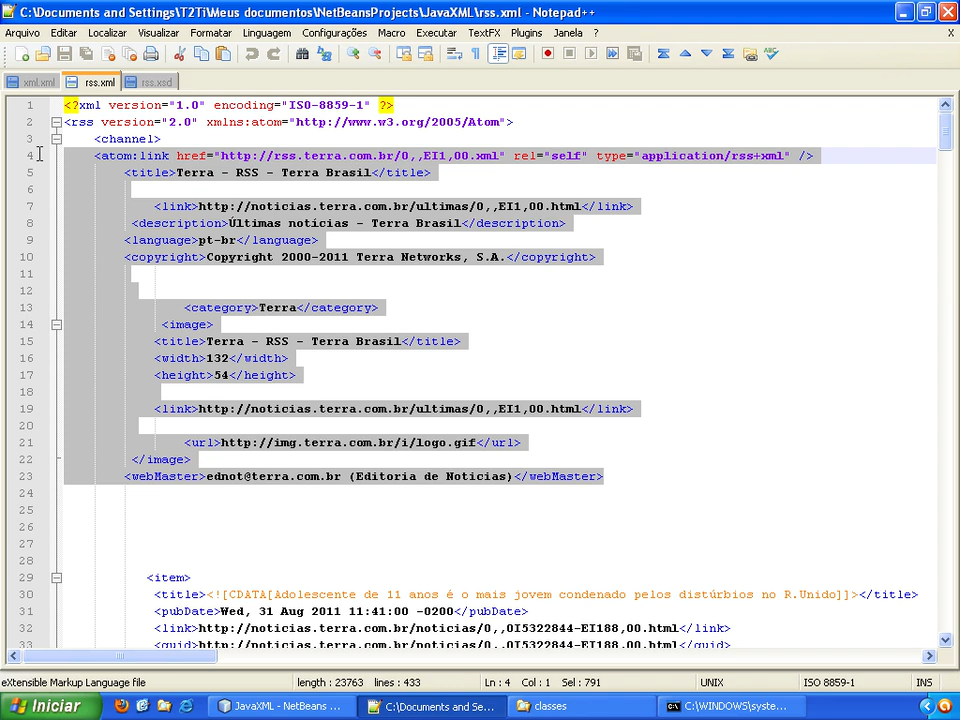 C:\Documents and Settings\T2Ti\Meus documentos\NetBeansProjects\JavaXML\rss.xml - Notepad++
Arquivo Editar Localizar Visualizar Formatar Linguagem Configurações Macro Executar TextFX Plugins Janela ? X
xml.xml rss.xml rss.xsd
1 <?xml version="1.0" encoding="ISO-8859-1" ?>
2 <rss version="2.0" xmlns:atom="http://www.w3.org/2005/Atom">
3 <channel>
4 <atom:link href="http://rss.terra.com.br/0,,EI1,00.xml" rel="self" type="application/rss+xml" />
5 <title>Terra - RSS - Terra Brasil</title>
6
7 <link>http://noticias.terra.com.br/ultimas/0,,EI1,00.html</link>
8 <description>Últimas notícias - Terra Brasil</description>
9 <language>pt-br</language>
10 <copyright>Copyright 2000-2011 Terra Networks, S.A.</copyright>
11
12
13 <category>Terra</category>
14 <image>
15 <title>Terra - RSS - Terra Brasil</title>
16 <width>132</width>
17 <height>54</height>
18
19 <link>http://noticias.terra.com.br/ultimas/0,,EI1,00.html</link>
20
21 <url>http://img.terra.com.br/i/logo.gif</url>
22 </image>
23 <webMaster>ednot@terra.com.br (Editoria de Noticias)</webMaster>
24
25
26
27
28
29 <item>
30 <title><![CDATA[Adolescente de 11 anos é o mais jovem condenado pelos distúrbios no R.Unido]]></title>
31 <pubDate>Wed, 31 Aug 2011 11:41:00 -0200</pubDate>
32 <link>http://noticias.terra.com.br/noticias/0,,OI5322844-EI188,00.html</link>
33 <guid>http://noticias.terra.com.br/noticias/0,,OI5322844-EI188,00.html</guid>
eXtensible Markup Language file length : 23763 lines : 433 Ln : 4 Col : 1 Sel : 791 UNIX ISO 8859-1 INS
Iniciar JavaXML - NetBeans ... C:\Documents and Se... classes C:\WINDOWS\syste...